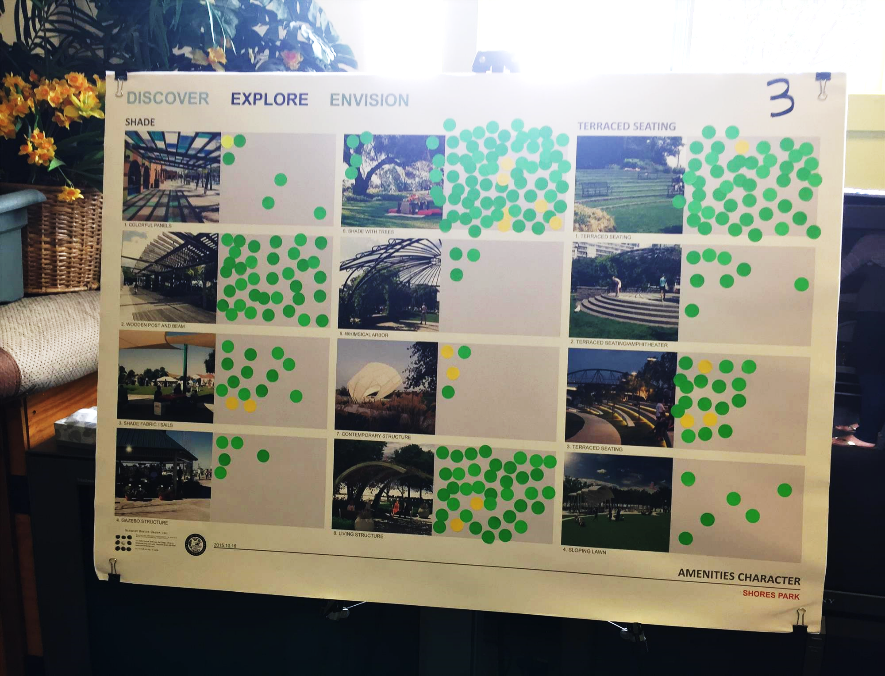 DISCOVER EXPLORE ENVISION
3
SHADE
TERRACED SEATING
1. COLORFUL PANELS
5. SHADE WITH TREES
1. TERRACED SEATING
2. WOODEN POST AND BEAM
6. WHIMSICAL ARBOR
2. TERRACED SEATING/AMPHITHEATER
3. SHADE FABRIC / SAILS
7. CONTEMPORARY STRUCTURE
3. TERRACED SEATING
4. GAZEBO STRUCTURE
8. LIVING STRUCTURE
4. SLOPING LAWN
AMENITIES CHARACTER
SHORES PARK